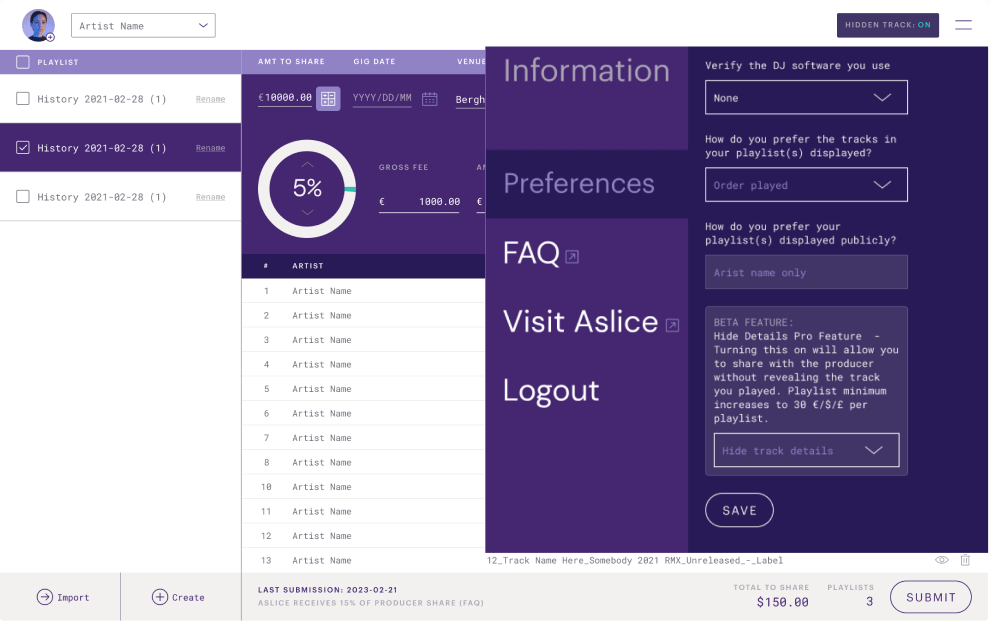 Artist Name
HIDDEN TRACK: ON
PLAYLIST
History 2021-02-28 (1)
Rename
History 2021-02-28 (1)
Rename
History 2021-02-28 (1)
Rename
AMT TO SHARE
GIG DATE
VENUE
€10000.00
YYYY/DD/MM
Bergh
5%
GROSS FEE
AM
€ 1000.00
€
# ARTIST
1 Artist Name
2 Artist Name
3 Artist Name
4 Artist Name
5 Artist Name
6 Artist Name
7 Artist Name
8 Artist Name
10 Artist Name
11 Artist Name
12 Artist Name
13 Artist Name
12_Track Name Here_Somebody 2021 RMX_Unreleased_-_Label
Information
Preferences
FAQ
Visit Aslice
Logout
Verify the DJ software you use
None
How do you prefer the tracks in
your playlist(s) displayed?
Order played
How do you prefer your
playlist(s) displayed publicly?
Arist name only
BETA FEATURE:
Hide Details Pro Feature -
Turning this on will allow you
to share with the producer
without revealing the track
you played. Playlist minimum
increases to 30 €/$/£ per
playlist.
Hide track details
SAVE
Import
Create
LAST SUBMISSION: 2023-02-21
ASLICE RECEIVES 15% OF PRODUCER SHARE (FAQ)
TOTAL TO SHARE
$150.00
PLAYLISTS
3
SUBMIT